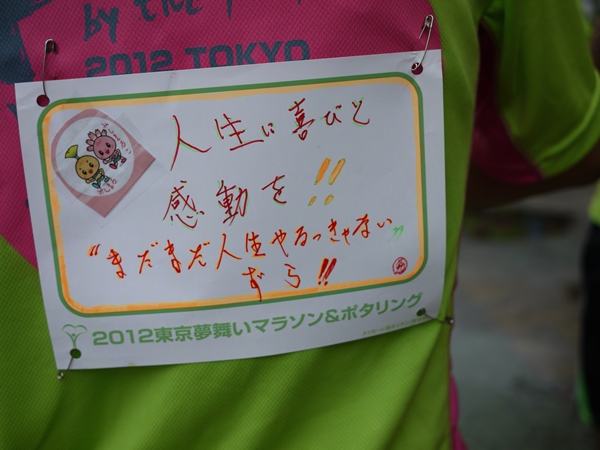 by the
2012 TOKYO
人生に喜びと
感動を!!
"まだまだ人生やるっきゃない"
ずら!!
2012東京夢舞いマラソン&ポタリング